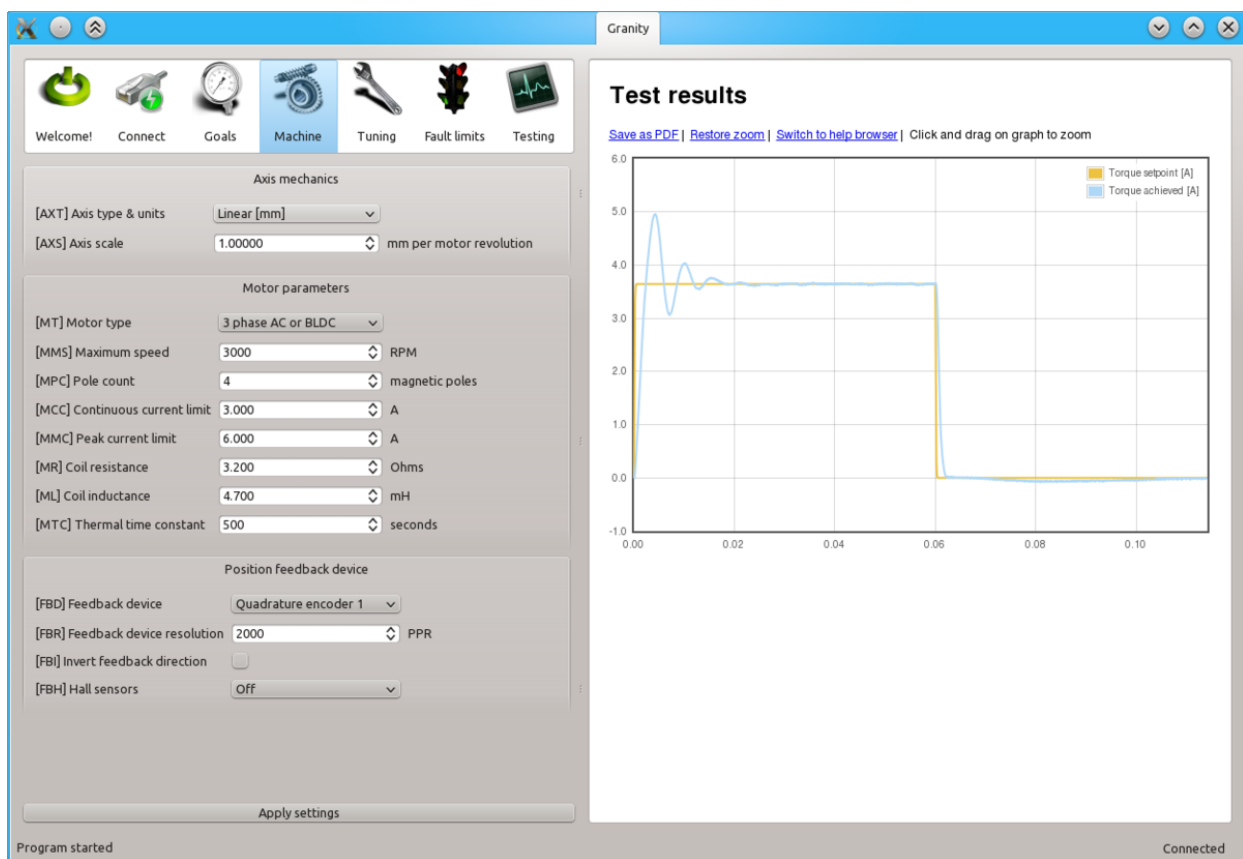 Granity
Welcome! Connect Goals Machine Tuning Fault limits Testing
Axis mechanics
[AXT] Axis type & units Linear [mm]
[AXS] Axis scale 1.00000 mm per motor revolution
Motor parameters
[MT] Motor type 3 phase AC or BLDC
[MMS] Maximum speed 3000 RPM
[MPC] Pole count 4 magnetic poles
[MCC] Continuous current limit 3.000 A
[MMC] Peak current limit 6.000 A
[MR] Coil resistance 3.200 Ohms
[ML] Coil inductance 4.700 mH
[MTC] Thermal time constant 500 seconds
Position feedback device
[FBD] Feedback device Quadrature encoder 1
[FBR] Feedback device resolution 2000 PPR
[FBI] Invert feedback direction
[FBH] Hall sensors Off
Apply settings
Test results
Save as PDF | Restore zoom | Switch to help browser | Click and drag on graph to zoom
6.0
5.0
4.0
3.0
2.0
1.0
0.0
-1.0
0.00 0.02 0.04 0.06 0.08 0.10
Torque setpoint [A]
Torque achieved [A]
Program started Connected